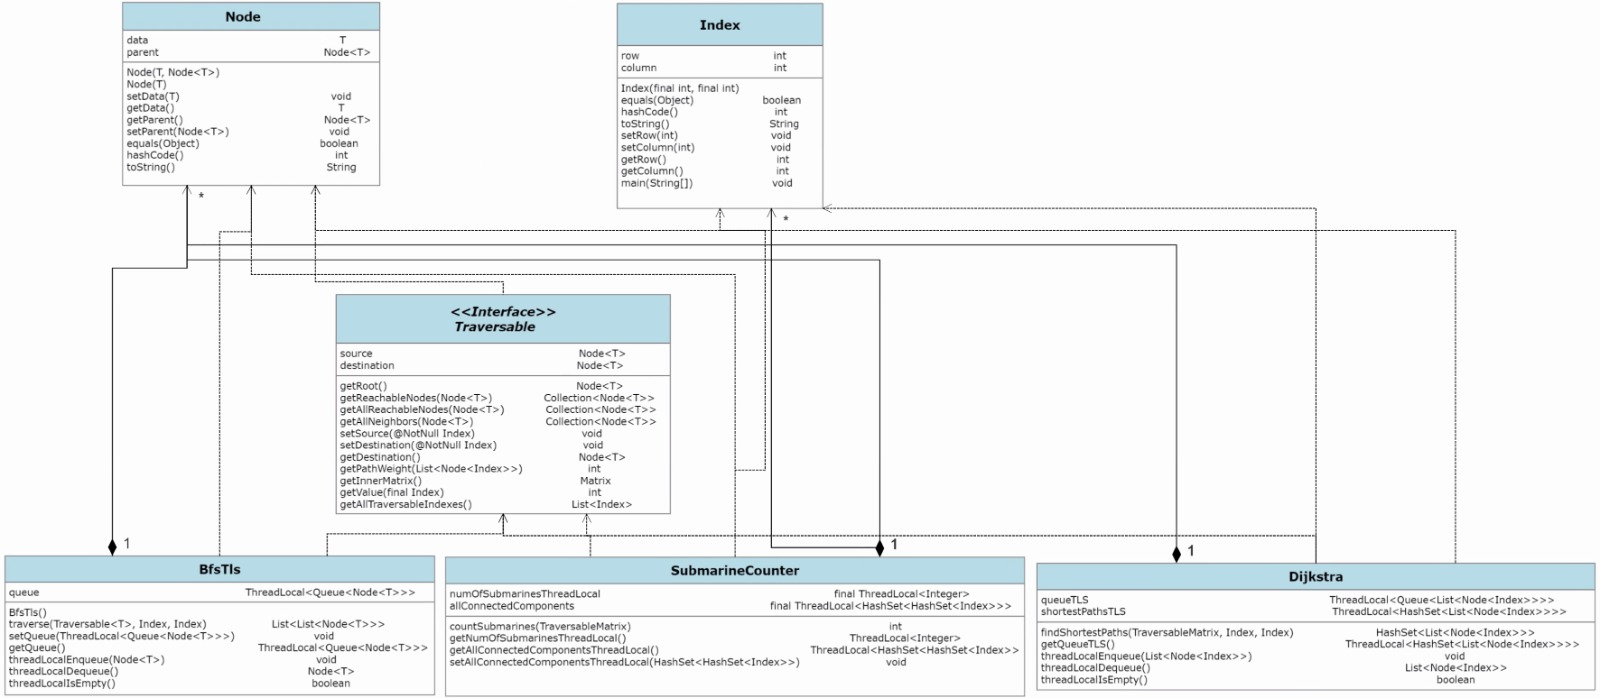 Node
data T
parent Node<T>
Node(T, Node<T>)
Node(T)
setData(T) void
getData() T
getParent() Node<T>
setParent(Node<T>) void
equals(Object) boolean
hashCode() int
toString() String
*
Index
row int
column int
Index(final int, final int)
equals(Object) boolean
hashCode() int
toString() String
setRow(int) void
setColumn(int) void
getRow() int
getColumn() int
main(String[]) void
*
<<Interface>>
Traversable
source Node<T>
destination Node<T>
getRoot() Node<T>
getReachableNodes(Node<T>) Collection<Node<T>>
getAllReachableNodes(Node<T>) Collection<Node<T>>
getAllNeighbors(Node<T>) Collection<Node<T>>
setSource(@NotNull Index) void
setDestination(@NotNull Index) void
getDestination() Node<T>
getPathWeight(List<Node<Index>>) int
getInnerMatrix() Matrix
getValue(final Index) int
getAllTraversableIndexes() List<Index>
1
1
1
BfsTls
queue ThreadLocal<Queue<Node<T>>>
BfsTls()
traverse(Traversable<T>, Index, Index) List<List<Node<T>>>
setQueue(ThreadLocal<Queue<Node<T>>>) void
getQueue() ThreadLocal<Queue<Node<T>>>
threadLocalEnqueue(Node<T>) void
threadLocalDequeue() Node<T>
threadLocalIsEmpty() boolean
SubmarineCounter
numOfSubmarinesThreadLocal final ThreadLocal<Integer>
allConnectedComponents final ThreadLocal<HashSet<HashSet<Index>>>
countSubmarines(TraversableMatrix) int
getNumOfSubmarinesThreadLocal() ThreadLocal<Integer>
getAllConnectedComponentsThreadLocal() ThreadLocal<HashSet<HashSet<Index>>>
setAllConnectedComponentsThreadLocal(HashSet<HashSet<Index>>) void
Dijkstra
queueTLS ThreadLocal<Queue<List<Node<Index>>>>
shortestPathsTLS ThreadLocal<HashSet<List<Node<Index>>>>
findShortestPaths(TraversableMatrix, Index, Index) HashSet<List<Node<Index>>>
getQueueTLS() ThreadLocal<HashSet<List<Node<Index>>>>
threadLocalEnqueue(List<Node<Index>>) void
threadLocalDequeue() List<Node<Index>>
threadLocalIsEmpty() boolean